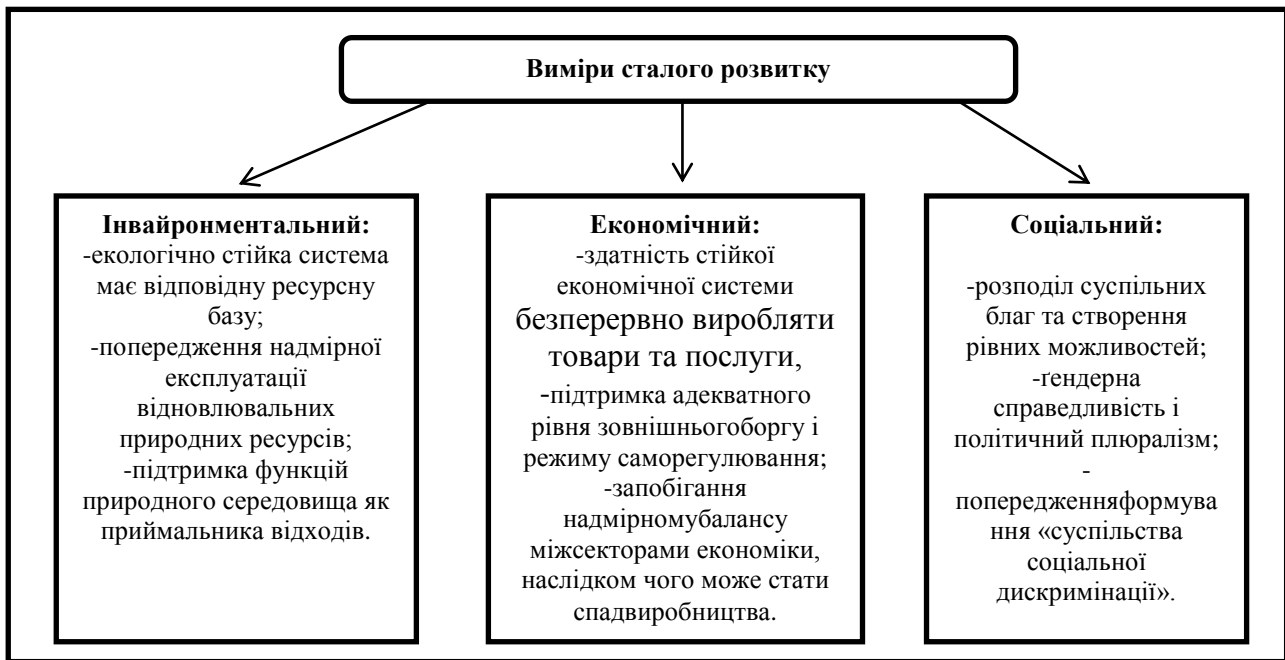 Виміри сталого розвитку
Інвайронментальний:
-екологічно стійка система
має відповідну ресурсну
базу;
-попередження надмірної
експлуатації
відновлювальних
природних ресурсів;
-підтримка функцій
природного середовища як
приймальника відходів.
Економічний:
-здатність стійкої
економічної системи
безперервно виробляти
товари та послуги,
-підтримка адекватного
рівня зовнішньогоборгу і
режиму саморегулювання;
-запобігання
надмірномубалансу
міжсекторами економіки,
наслідком чого може стати
спадвиробництва.
Соціальний:
-розподіл суспільних
благ та створення
рівних можливостей;
-ґендерна
справедливість і
політичний плюралізм;
-
попередженняформува
ння «суспільства
соціальної
дискримінації».